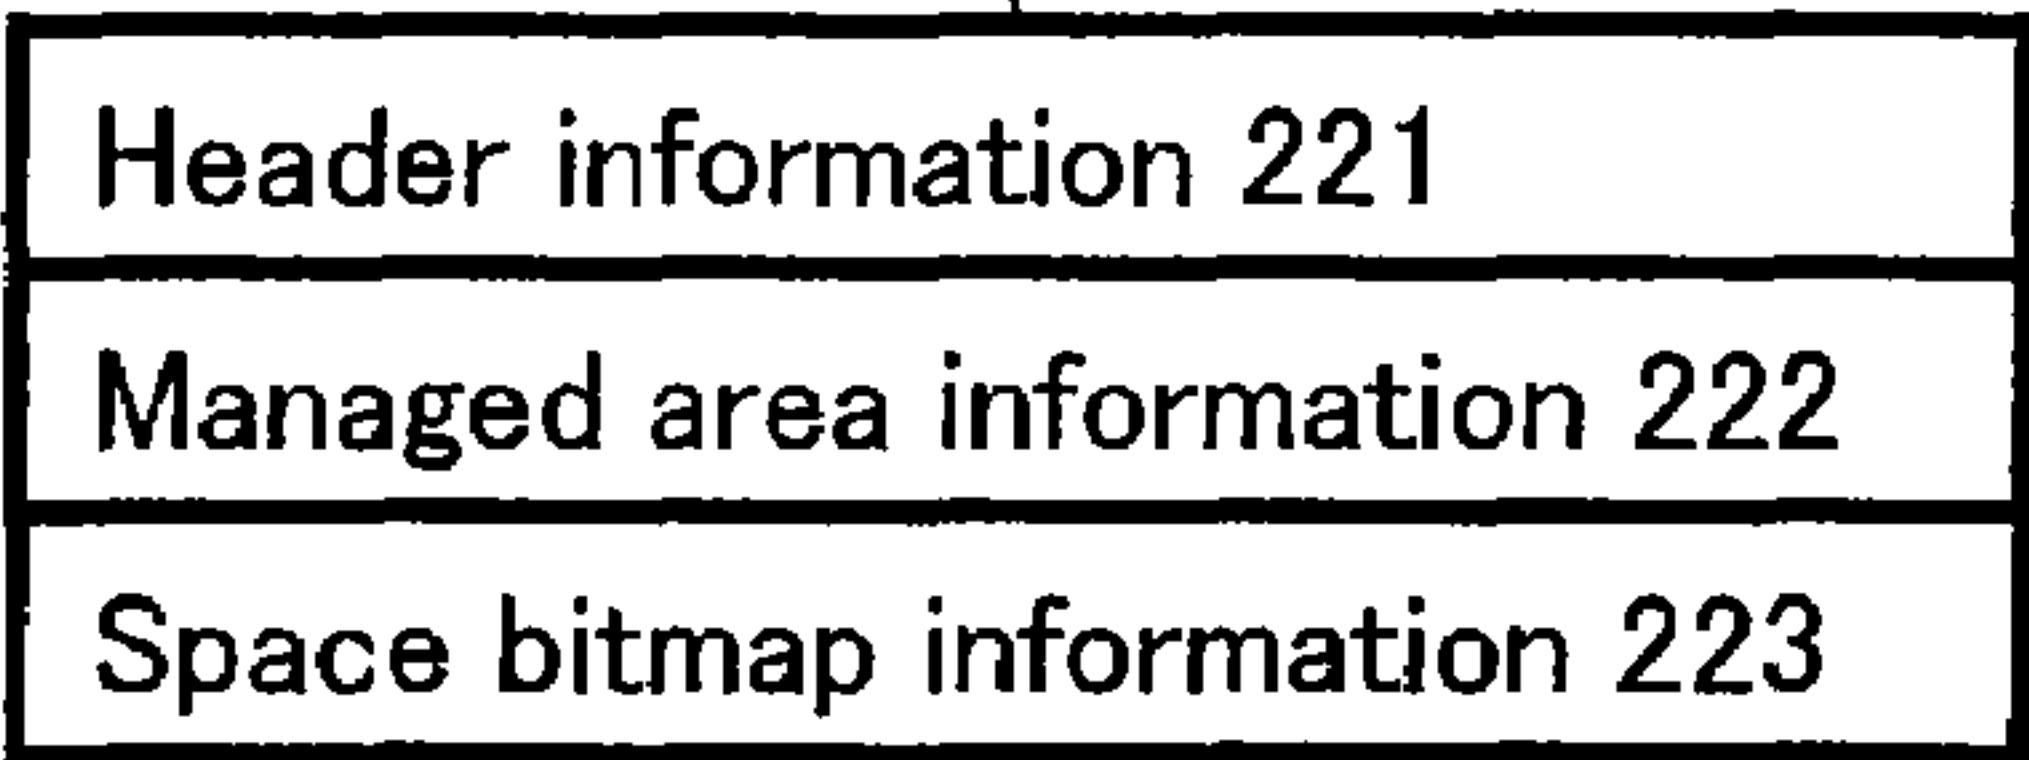 Header information 221
Managed area information 222
Space bitmap information 223